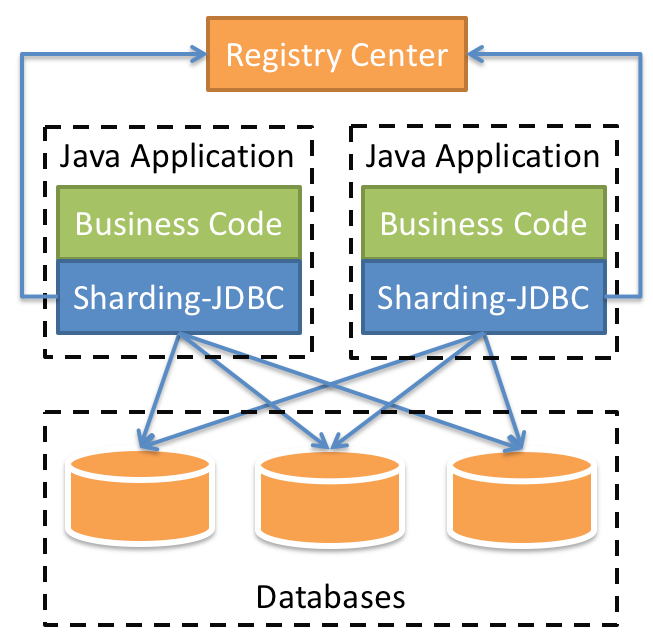 Registry Center
Java Application
Business Code
Sharding-JDBC
Java Application
Business Code
Sharding-JDBC
Databases